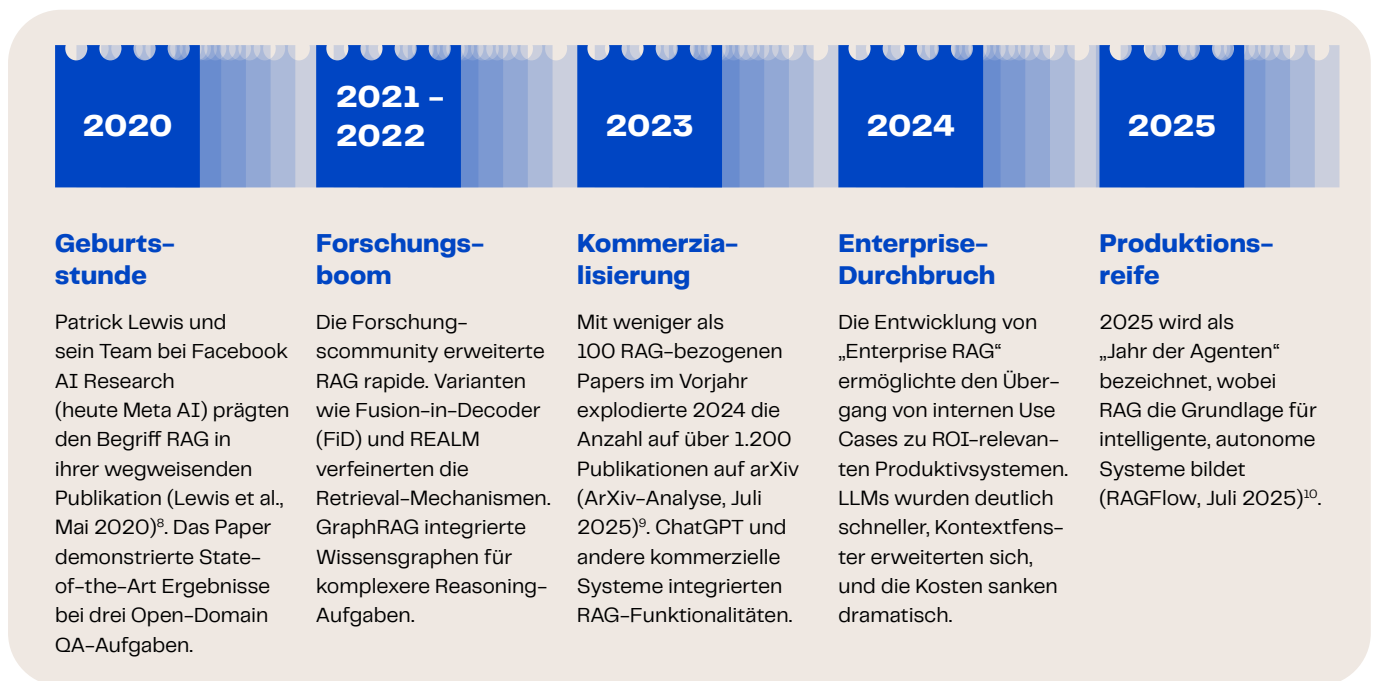 2020
Geburts-
stunde
Patrick Lewis und
sein Team bei Facebook
AI Research
(heute Meta AI) prägten
den Begriff RAG in
ihrer wegweisenden
Publikation (Lewis et al.,
Mai 2020)⁸. Das Paper
demonstrierte State-
of-the-Art Ergebnisse
bei drei Open-Domain
QA-Aufgaben.
2021 -
2022
Forschungs-
boom
Die Forschung-
scommunity erweiterte
RAG rapide. Varianten
wie Fusion-in-Decoder
(FiD) und REALM
verfeinerten die
Retrieval-Mechanismen.
GraphRAG integrierte
Wissensgraphen für
komplexere Reasoning-
Aufgaben.
2023
Kommerzia-
lisierung
Mit weniger als
100 RAG-bezogenen
Papers im Vorjahr
explodierte 2024 die
Anzahl auf über 1.200
Publikationen auf arXiv
(ArXiv-Analyse, Juli
2025)⁹. ChatGPT und
andere kommerzielle
Systeme integrierten
RAG-Funktionalitäten.
2024
Enterprise-
Durchbruch
Die Entwicklung von
„Enterprise RAG“
ermöglichte den Über-
gang von internen Use
Cases zu ROI-relevan-
ten Produktivsystemen.
LLMs wurden deutlich
schneller, Kontextfens-
ter erweiterten sich,
und die Kosten sanken
dramatisch.
2025
Produktions-
reife
2025 wird als
„Jahr der Agenten“
bezeichnet, wobei
RAG die Grundlage für
intelligente, autonome
Systeme bildet
(RAGFlow, Juli 2025)¹⁰.